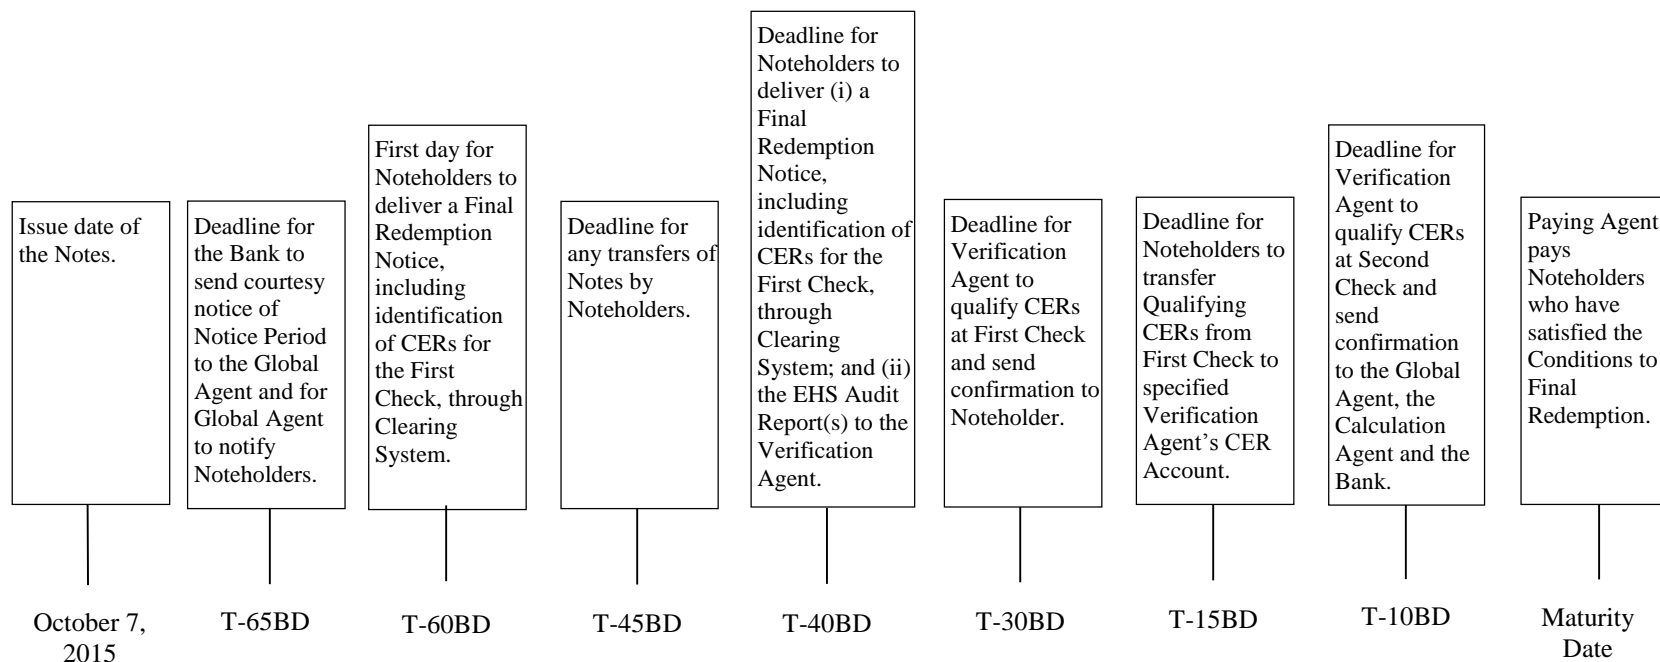 Issue date of
the Notes.
Deadline for
the Bank to
send courtesy
notice of
Notice Period
to the Global
Agent and for
Global Agent
to notify
Noteholders.
First day for
Noteholders to
deliver a Final
Redemption
Notice,
including
identification
of CERs for
the First
Check, through
Clearing
System.
Deadline for
any transfers of
Notes by
Noteholders.
Deadline for
Noteholders to
deliver (i) a
Final
Redemption
Notice,
including
identification of
CERs for the
First Check,
through
Clearing
System; and (ii)
the EHS Audit
Report(s) to the
Verification
Agent.
Deadline for
Verification
Agent to
qualify CERs
at First Check
and send
confirmation to
Noteholder.
Deadline for
Noteholders to
transfer
Qualifying
CERs from
First Check to
specified
Verification
Agent’s CER
Account.
Deadline for
Verification
Agent to
qualify CERs
at Second
Check and
send
confirmation
to the Global
Agent, the
Calculation
Agent and the
Bank.
Paying Agent
pays
Noteholders
who have
satisfied the
Conditions to
Final
Redemption.
October 7,
2015
T-65BD
T-60BD
T-45BD
T-40BD
T-30BD
T-15BD
T-10BD
Maturity
Date